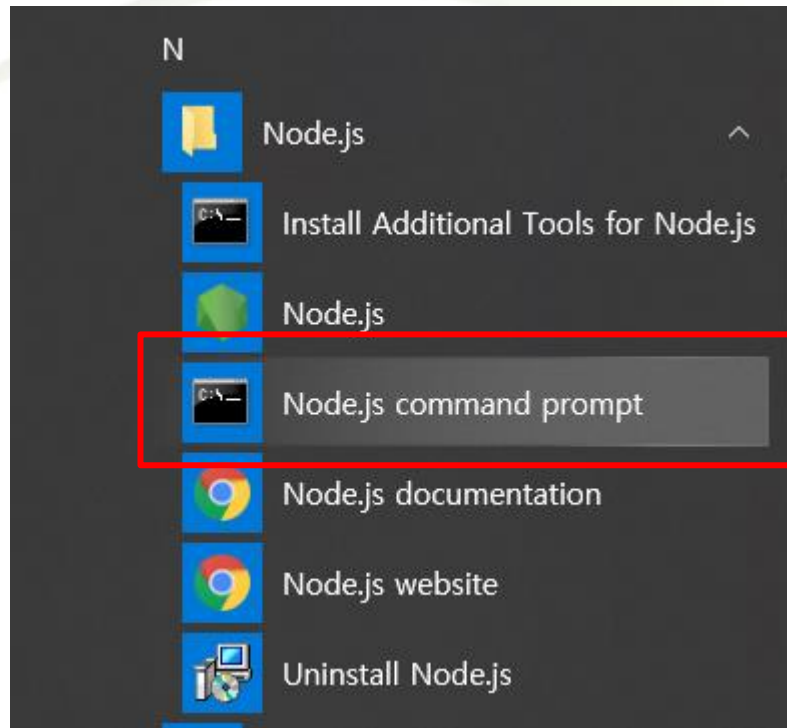 N
Node.js
Install Additional Tools for Node.js
Node.js
Node.js command prompt
Node.js documentation
Node.js website
Uninstall Node.js